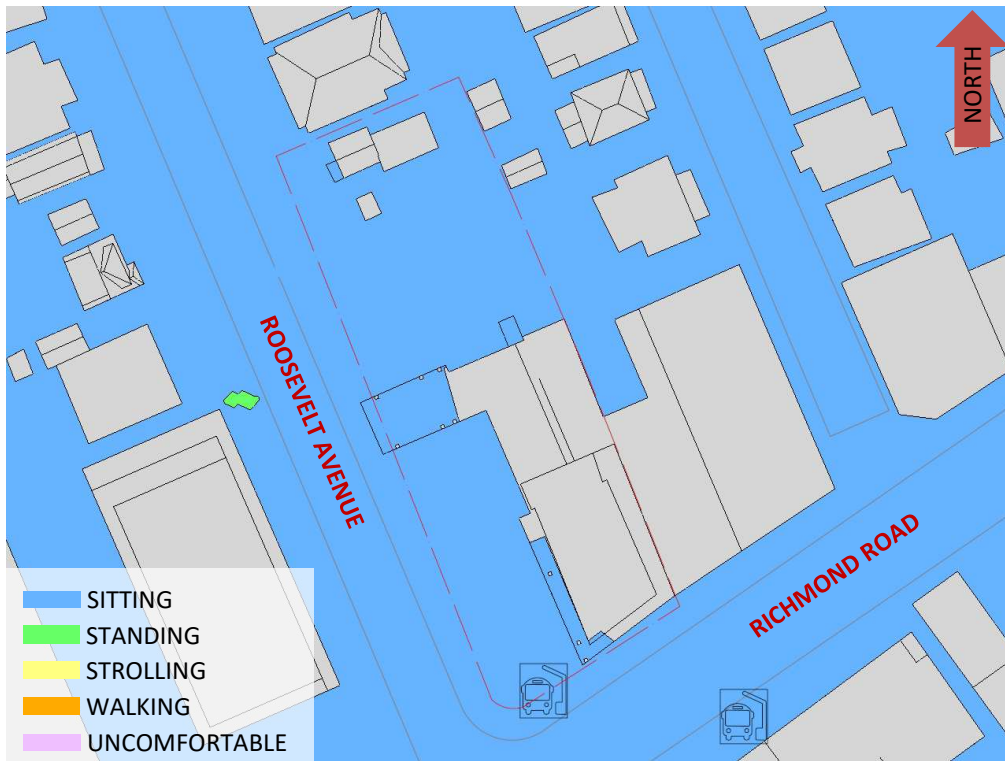 NORTH
ROOSEVELT AVENUE
RICHMOND ROAD
SITTING
STANDING
STROLLING
WALKING
UNCOMFORTABLE